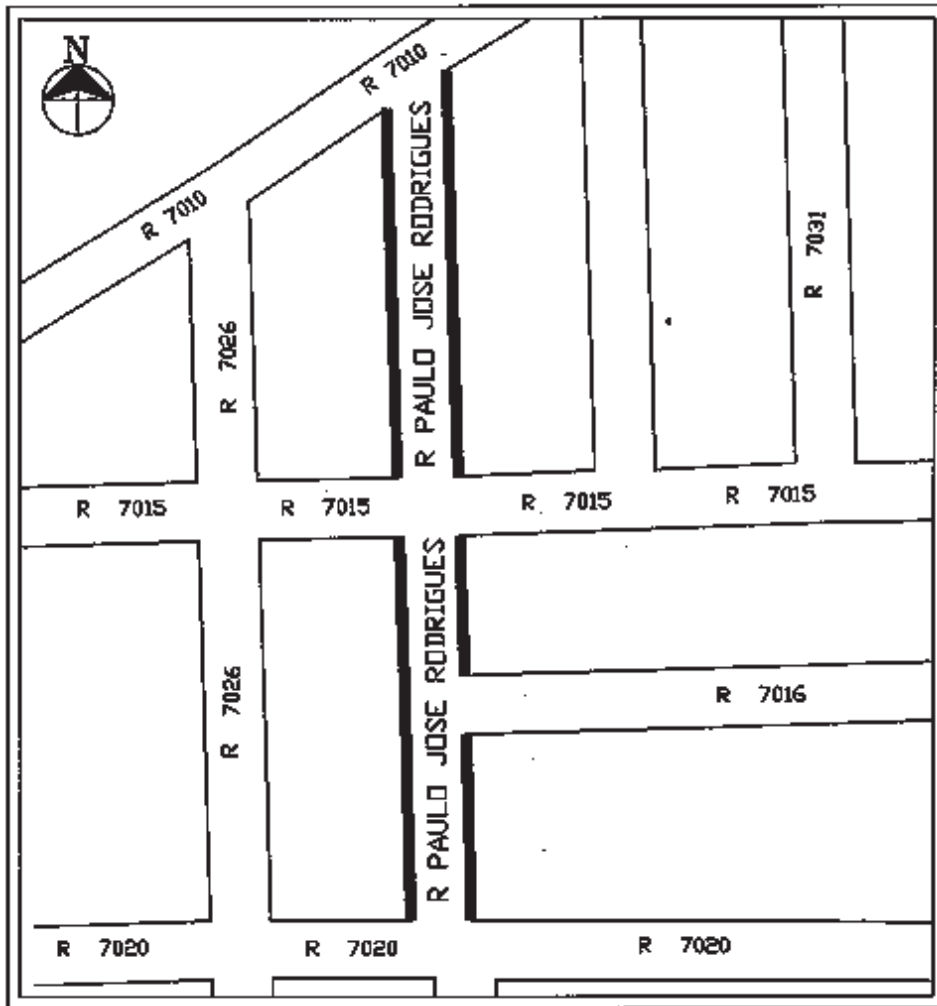 N
R 7010
R 7010
R PAULO JOSE RODRIGUES
R 7026
R 7031
R 7015
R 7015
R 7015
R 7015
R PAULO JOSE RODRIGUES
R 7026
R 7016
R 7020
R 7020
R 7020